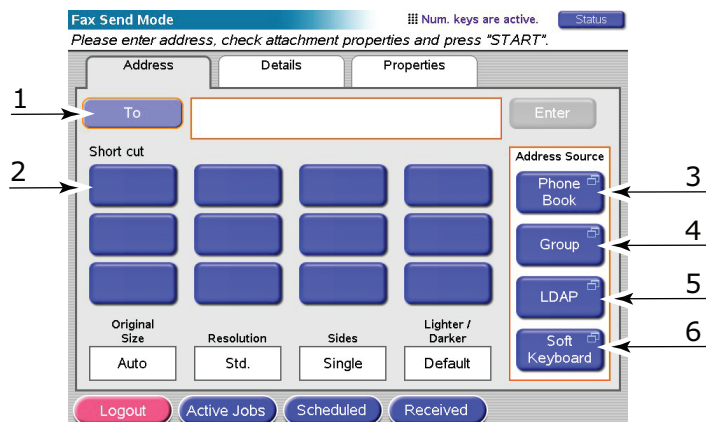 Fax Send Mode
Num. keys are active.
Status
Please enter address, check attachment properties and press "START".
Address
Details
Properties
1
To
Enter
Short cut
Address Source
2
Phone
Book
3
Group
4
LDAP
5
Soft
Keyboard
6
Original
Size
Resolution
Sides
Lighter /
Darker
Auto
Std.
Single
Default
Logout
Active Jobs
Scheduled
Received